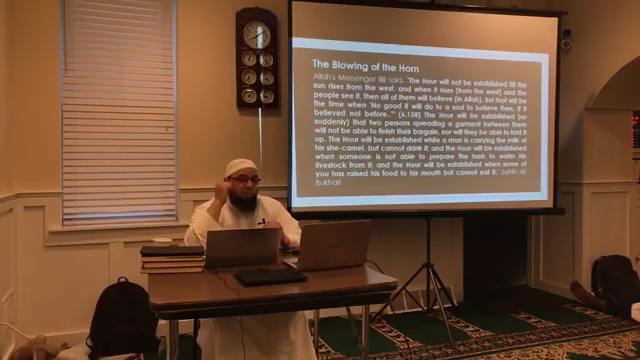 The Blowing of the Horn
Allah's Messenger ﷺ said, "The Hour will not be established till the
sun rises from the west, and when it rises (from the west) and the
people see it, then all of them will believe (in Allah). But that will be
the time when 'No good it will do to a soul to believe then, if it
believed not before.'" (6.158) The Hour will be established (so
suddenly) that two persons spreading a garment between them
will not be able to finish their bargain, nor will they be able to fold it
up. The Hour will be established while a man is carrying the milk of
his she-camel, but cannot drink it; and the Hour will be established
when someone is not able to prepare the tank to water his
livestock from it; and the Hour will be established when some of
you has raised his food to his mouth but cannot eat it." Sahih al-
Bukhari